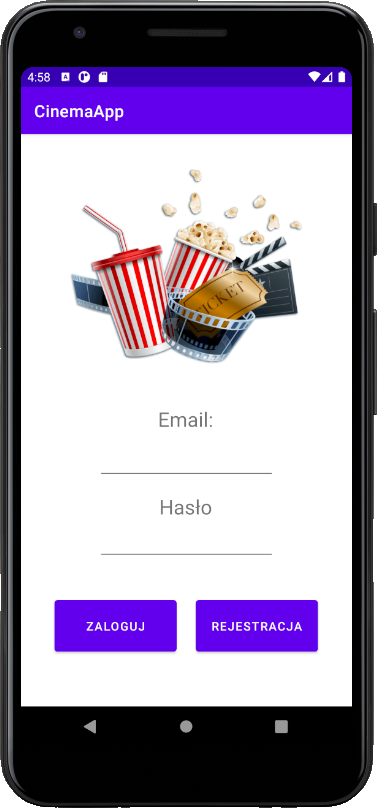 4:58
CinemaApp
TICKET
Email:
Hasło
ZALOGUJ
REJESTRACJA